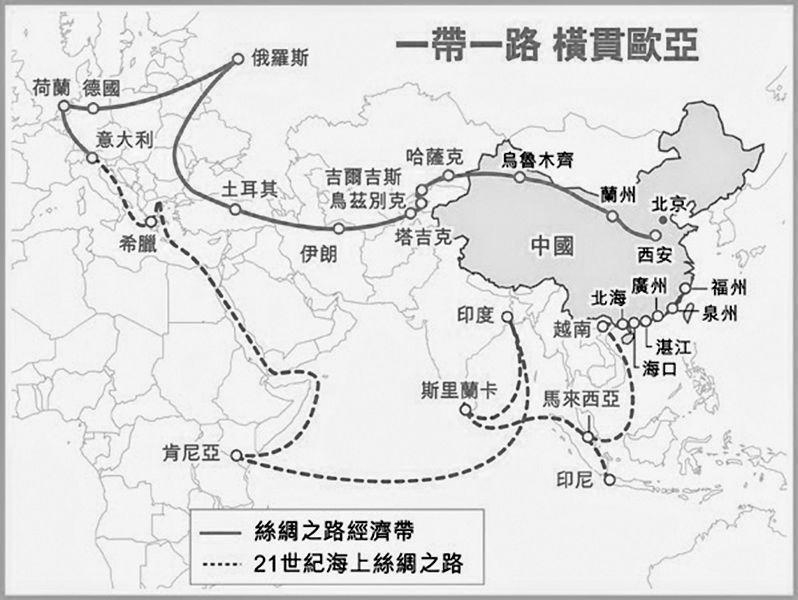 一帶一路 橫貫歐亞
俄羅斯
荷蘭
德國
意大利
希臘
土耳其
伊朗
吉爾吉斯
烏茲別克
哈薩克
塔吉克
烏魯木齊
蘭州
北京
西安
中國
福州
泉州
廣州
北海
湛江
海口
越南
印度
斯里蘭卡
馬來西亞
印尼
肯尼亞
絲綢之路經濟帶
21世紀海上絲綢之路